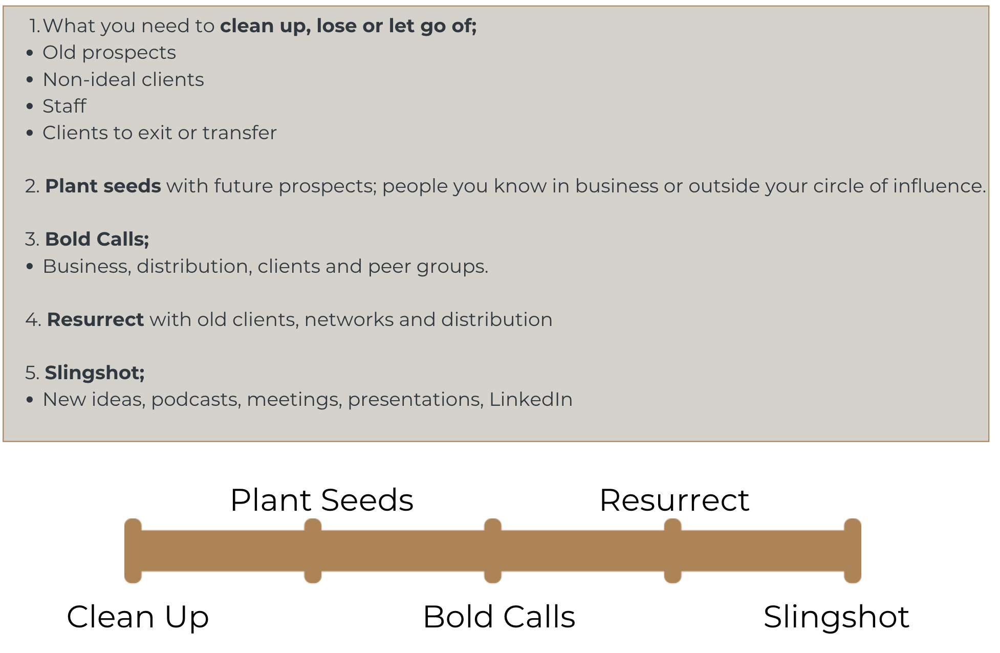 1. What you need to clean up, lose or let go of;
• Old prospects
• Non-ideal clients
• Staff
• Clients to exit or transfer
2. Plant seeds with future prospects; people you know in business or outside your circle of influence.
3. Bold Calls;
• Business, distribution, clients and peer groups.
4. Resurrect with old clients, networks and distribution
5. Slingshot;
• New ideas, podcasts, meetings, presentations, LinkedIn
Plant Seeds
Resurrect
Clean Up
Bold Calls
Slingshot